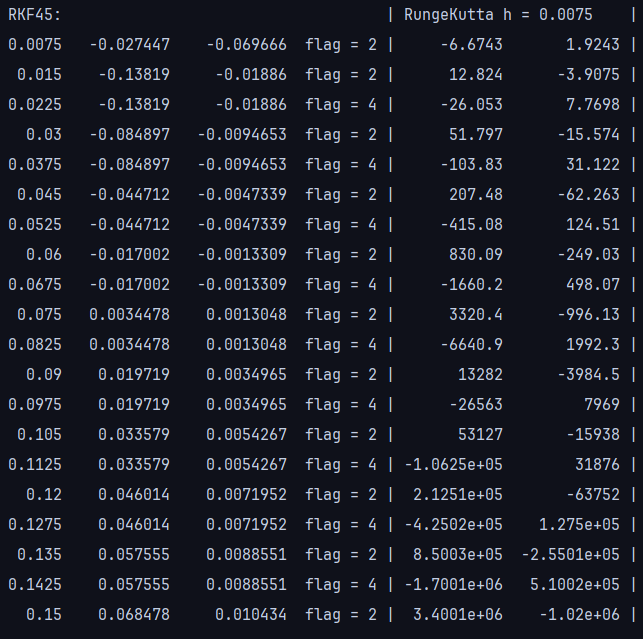 RKF45: | RungeKutta h = 0.0075 |
0.0075 -0.027447 -0.069666 flag = 2 | -6.6743 1.9243 |
0.015 -0.13819 -0.01886 flag = 2 | 12.824 -3.9075 |
0.0225 -0.13819 -0.01886 flag = 4 | -26.053 7.7698 |
0.03 -0.084897 -0.0094653 flag = 2 | 51.797 -15.574 |
0.0375 -0.084897 -0.0094653 flag = 4 | -103.83 31.122 |
0.045 -0.044712 -0.0047339 flag = 2 | 207.48 -62.263 |
0.0525 -0.044712 -0.0047339 flag = 4 | -415.08 124.51 |
0.06 -0.017002 -0.0013309 flag = 2 | 830.09 -249.03 |
0.0675 -0.017002 -0.0013309 flag = 4 | -1660.2 498.07 |
0.075 0.0034478 0.0013048 flag = 2 | 3320.4 -996.13 |
0.0825 0.0034478 0.0013048 flag = 4 | -6640.9 1992.3 |
0.09 0.019719 0.0034965 flag = 2 | 13282 -3984.5 |
0.0975 0.019719 0.0034965 flag = 4 | -26563 7969 |
0.105 0.033579 0.0054267 flag = 2 | 53127 -15938 |
0.1125 0.033579 0.0054267 flag = 4 | -1.0625e+05 31876 |
0.12 0.046014 0.0071952 flag = 2 | 2.1251e+05 -63752 |
0.1275 0.046014 0.0071952 flag = 4 | -4.2502e+05 1.275e+05 |
0.135 0.057555 0.0088551 flag = 2 | 8.5003e+05 -2.5501e+05 |
0.1425 0.057555 0.0088551 flag = 4 | -1.7001e+06 5.1002e+05 |
0.15 0.068478 0.010434 flag = 2 | 3.4001e+06 -1.02e+06 |